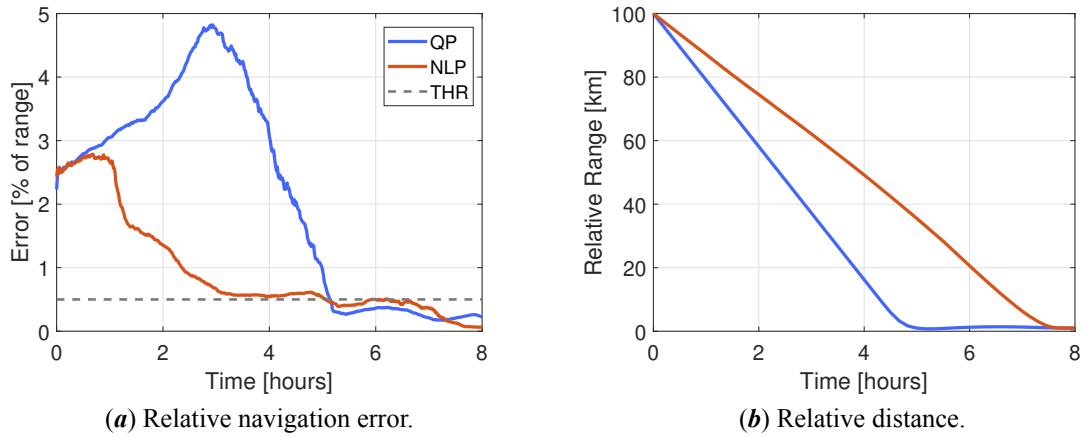 5
4
3
2
1
0
0
2
4
6
8
Error [% of range]
Time [hours]
QP
NLP
THR
(a) Relative navigation error.
100
80
60
40
20
0
0
2
4
6
8
Relative Range [km]
Time [hours]
(b) Relative distance.